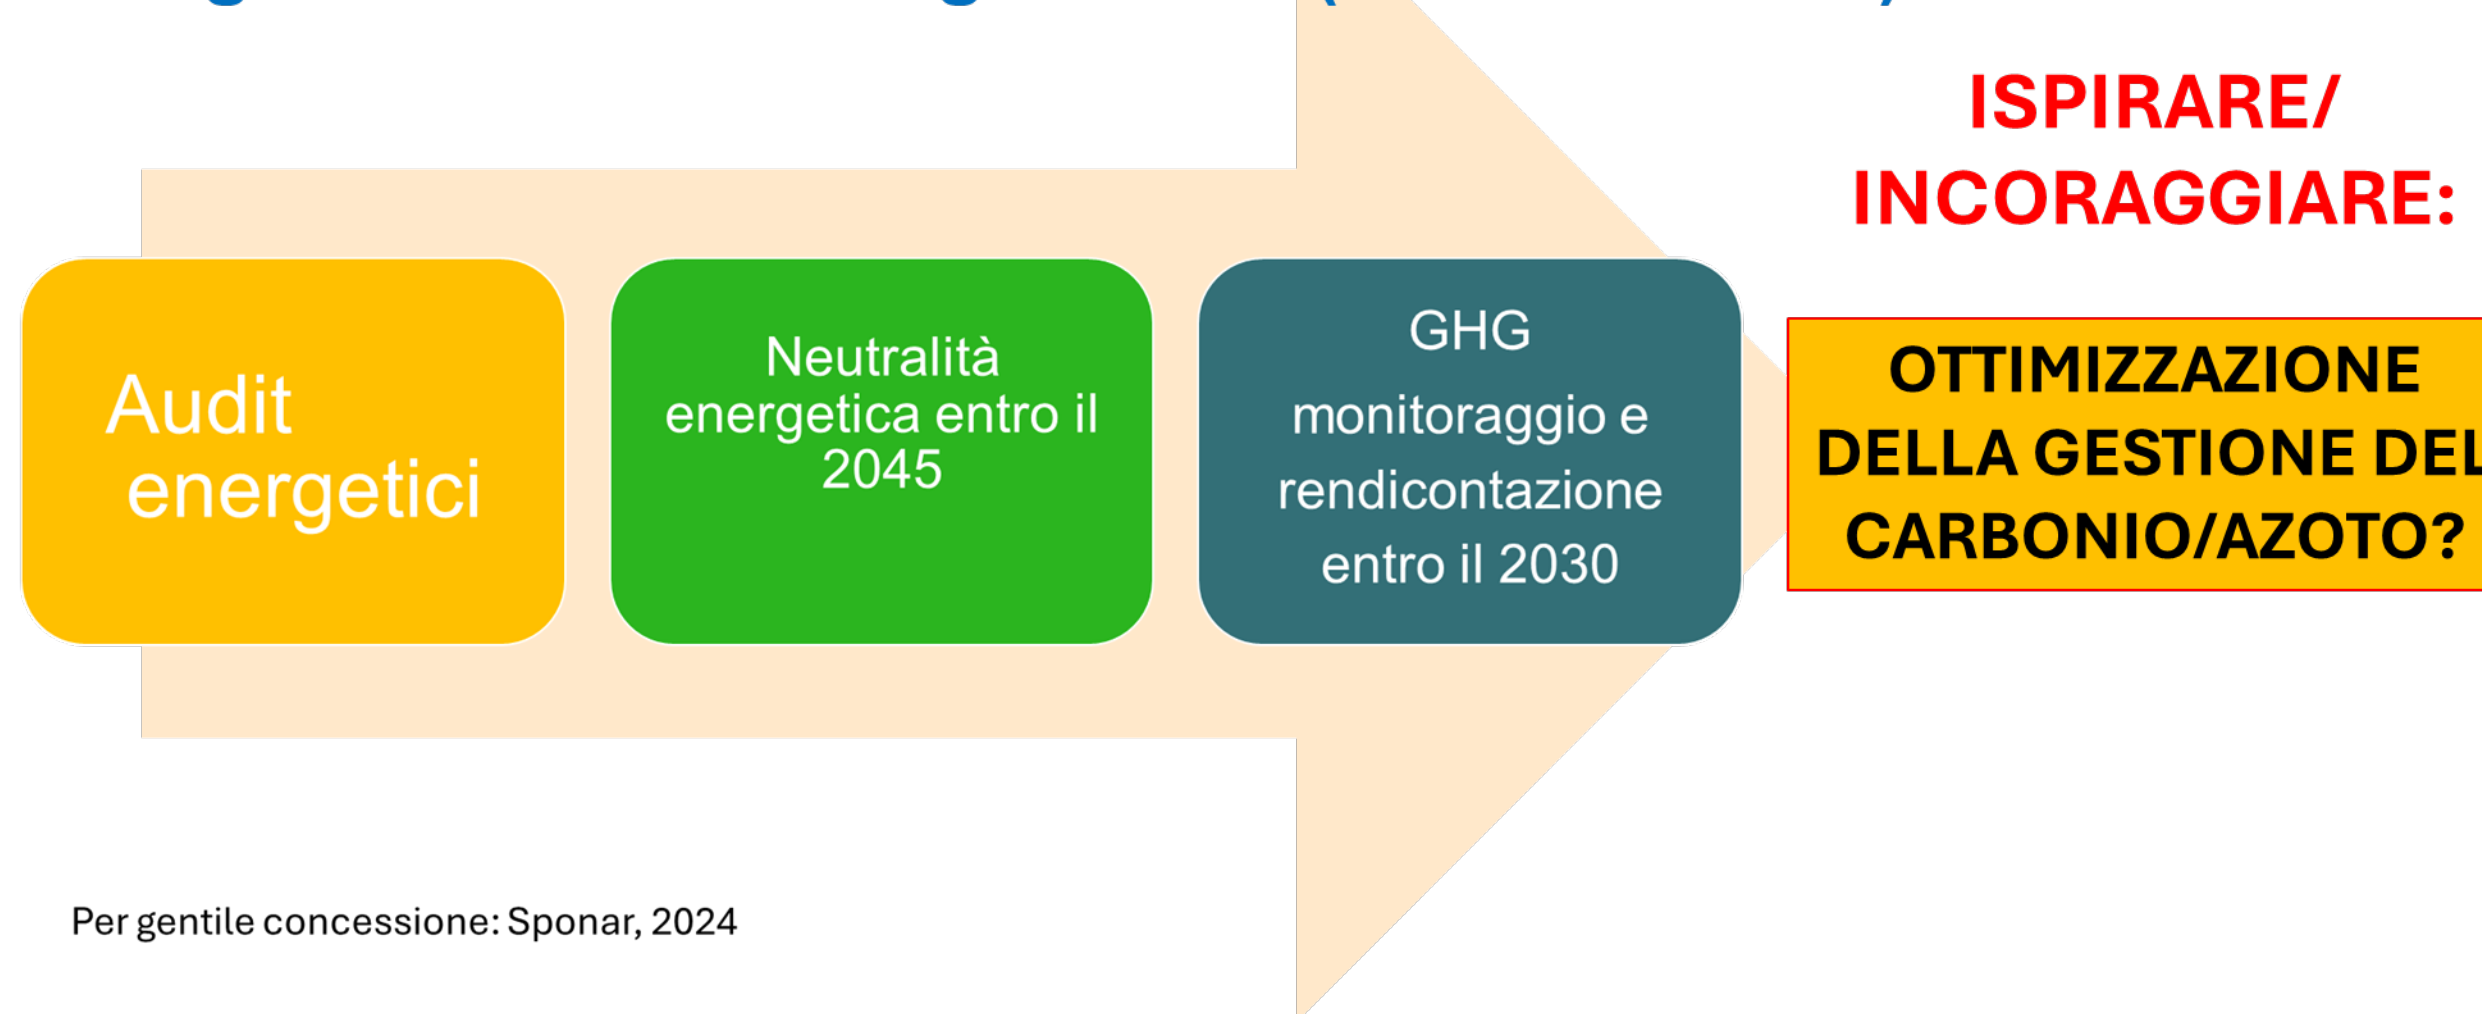 Audit
energetici
Neutralità
energetica entro il
2045
GHG
monitoraggio e
rendicontazione
entro il 2030
ISPIRARE/
INCORAGGIARE:
OTTIMIZZAZIONE
DELLA GESTIONE DEL
CARBONIO/AZOTO?
Per gentile concessione: Sponar, 2024